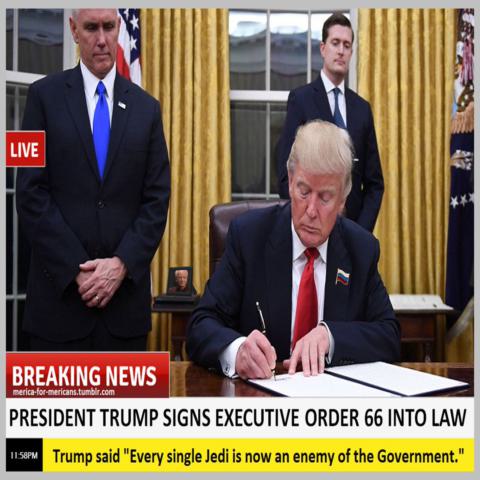 LIVE
BREAKING NEWS
merica-for-mericans.tumblr.com
PRESIDENT TRUMP SIGNS EXECUTIVE ORDER 66 INTO LAW
11:58PM Trump said "Every single Jedi is now an enemy of the Government."